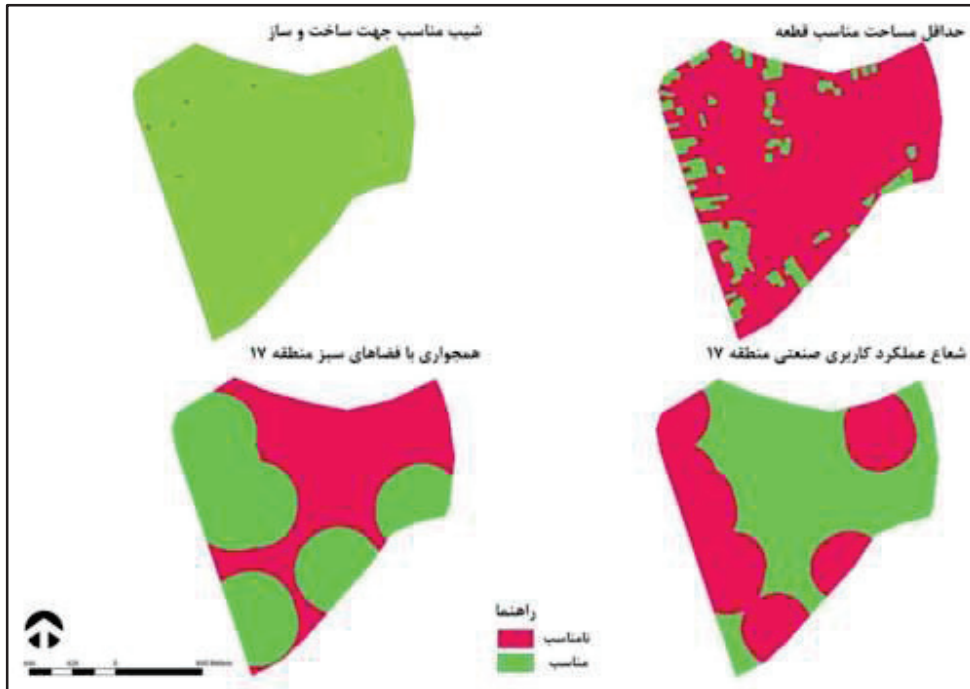 حداقل مساحت مناسب قطعه
شیب مناسب جهت ساخت و ساز
شعاع عملکرد کاربری صنعتی منطقه ۱۷
همجواری با فضاهای سبز منطقه ۱۷
راهنما
نامناسب
مناسب